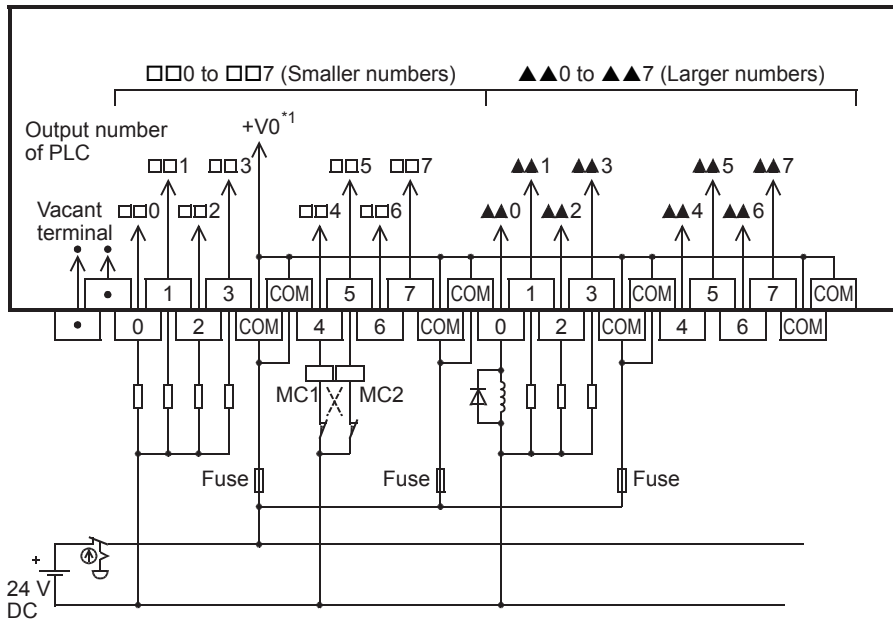 □□0 to □□7 (Smaller numbers) ▲▲0 to ▲▲7 (Larger numbers)
Output number
of PLC
+V0*1
□□1 □□3 □□5 □□7 ▲▲1 ▲▲3 ▲▲5 ▲▲7
Vacant
terminal
□□0 □□2 □□4 □□6 ▲▲0 ▲▲2 ▲▲4 ▲▲6
• 1 3 COM 5 7 COM 1 3 COM 5 7 COM
• 0 2 COM 4 6 COM 0 2 COM 4 6 COM
MC1 MC2
Fuse Fuse Fuse
+
24 V
DC